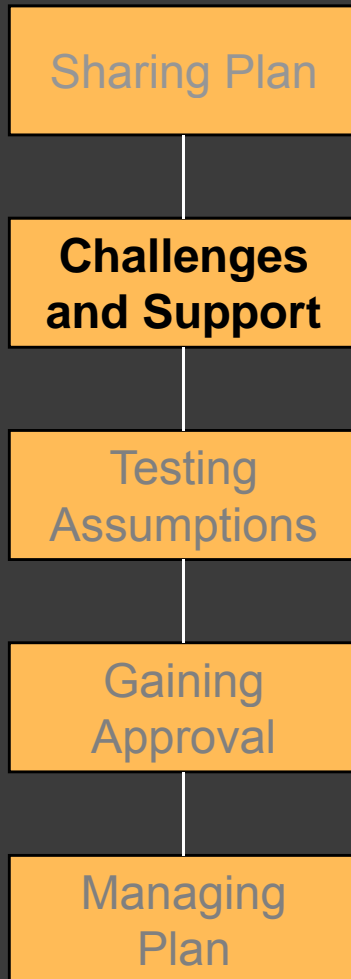 Sharing Plan
Challenges
and Support
Testing
Assumptions
Gaining
Approval
Managing
Plan